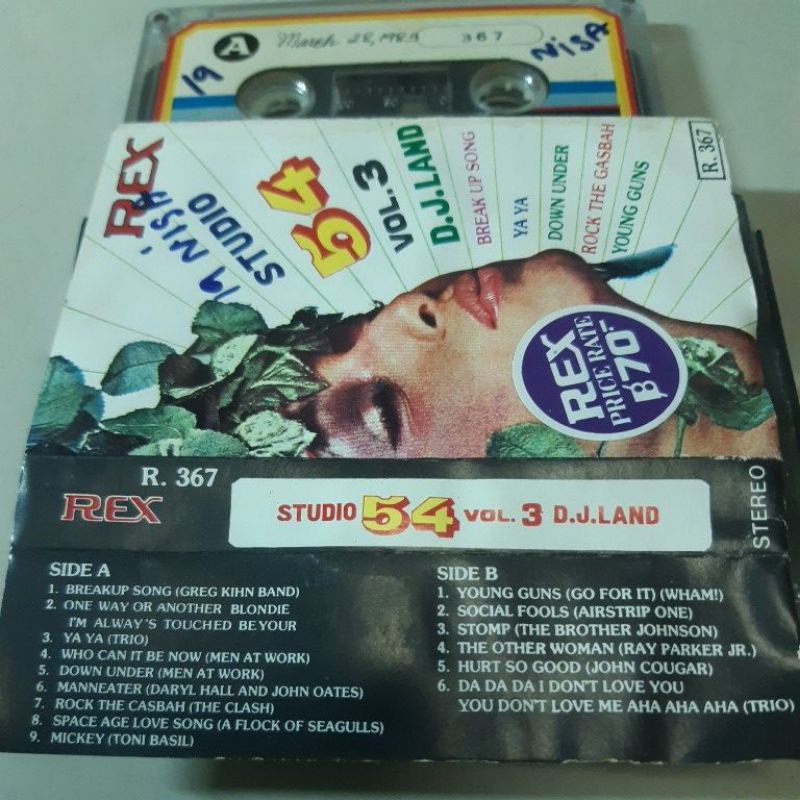 A
March 28, 198
367
19
NISA
REX
19 NISA
STUDIO
54
VOL.3
D.J.LAND
BREAK UP SONG
YA YA
DOWN UNDER
ROCK THE GASBAH
YOUNG GUNS
R. 367
REX
PRICE RATE
฿70.-
R. 367
REX
STUDIO 54 VOL. 3 D.J.LAND
STEREO
SIDE A
1. BREAKUP SONG (GREG KIHN BAND)
2. ONE WAY OR ANOTHER BLONDIE
I'M ALWAY'S TOUCHED BE YOUR
3. YA YA (TRIO)
4. WHO CAN IT BE NOW (MEN AT WORK)
5. DOWN UNDER (MEN AT WORK)
6. MANNEATER (DARYL HALL AND JOHN OATES)
7. ROCK THE CASBAH (THE CLASH)
8. SPACE AGE LOVE SONG (A FLOCK OF SEAGULLS)
9. MICKEY (TONI BASIL)
SIDE B
1. YOUNG GUNS (GO FOR IT) (WHAM!)
2. SOCIAL FOOLS (AIRSTRIP ONE)
3. STOMP (THE BROTHER JOHNSON)
4. THE OTHER WOMAN (RAY PARKER JR.)
5. HURT SO GOOD (JOHN COUGAR)
6. DA DA DA I DON'T LOVE YOU
YOU DON'T LOVE ME AHA AHA AHA (TRIO)